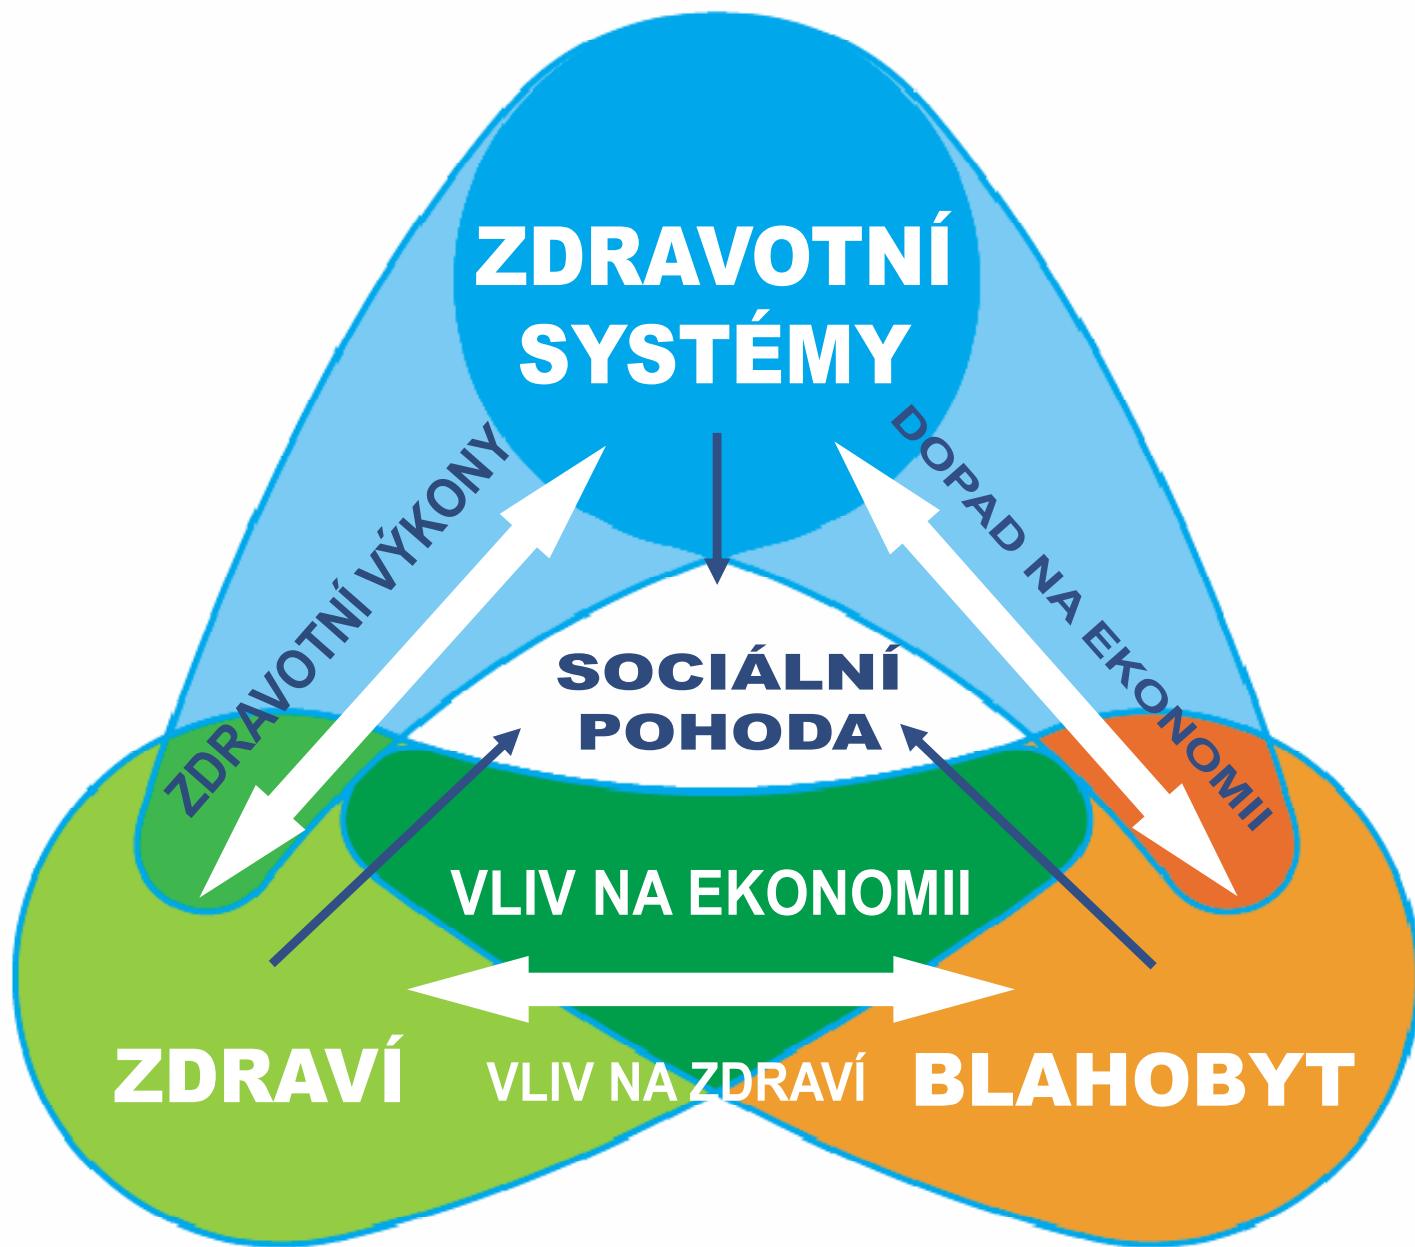 ZDRAVOTNÍ
SYSTÉMY
ZDRAVOTNÍ VÝKONY
DOPAD NA EKONOMII
SOCIÁLNÍ
POHODA
VLIV NA EKONOMII
ZDRAVÍ
VLIV NA ZDRAVÍ
BLAHOBYT